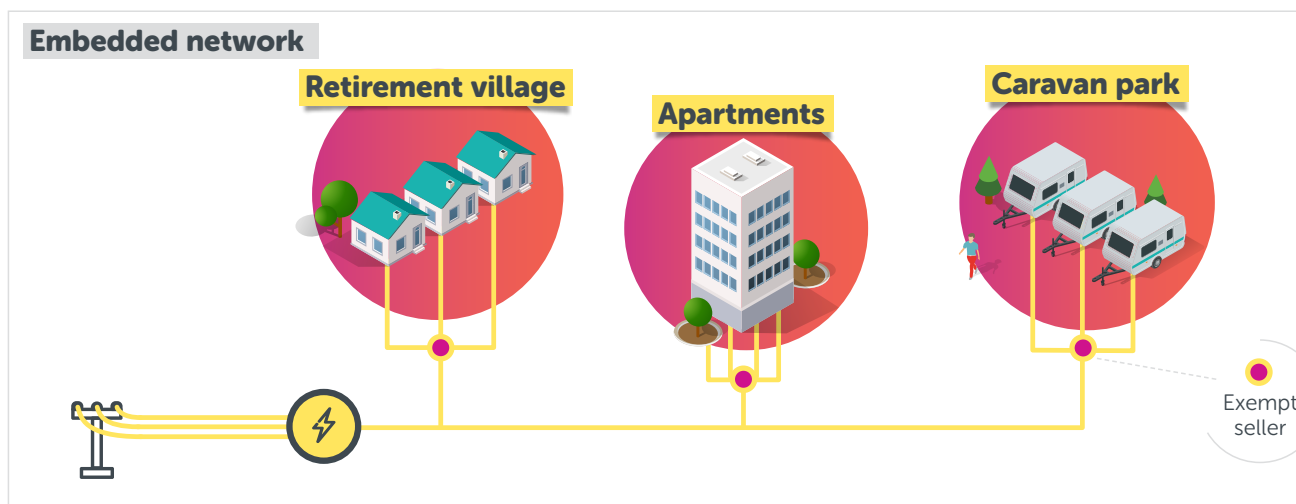 Embedded network
Retirement village
Apartments
Caravan park
Exempt
seller